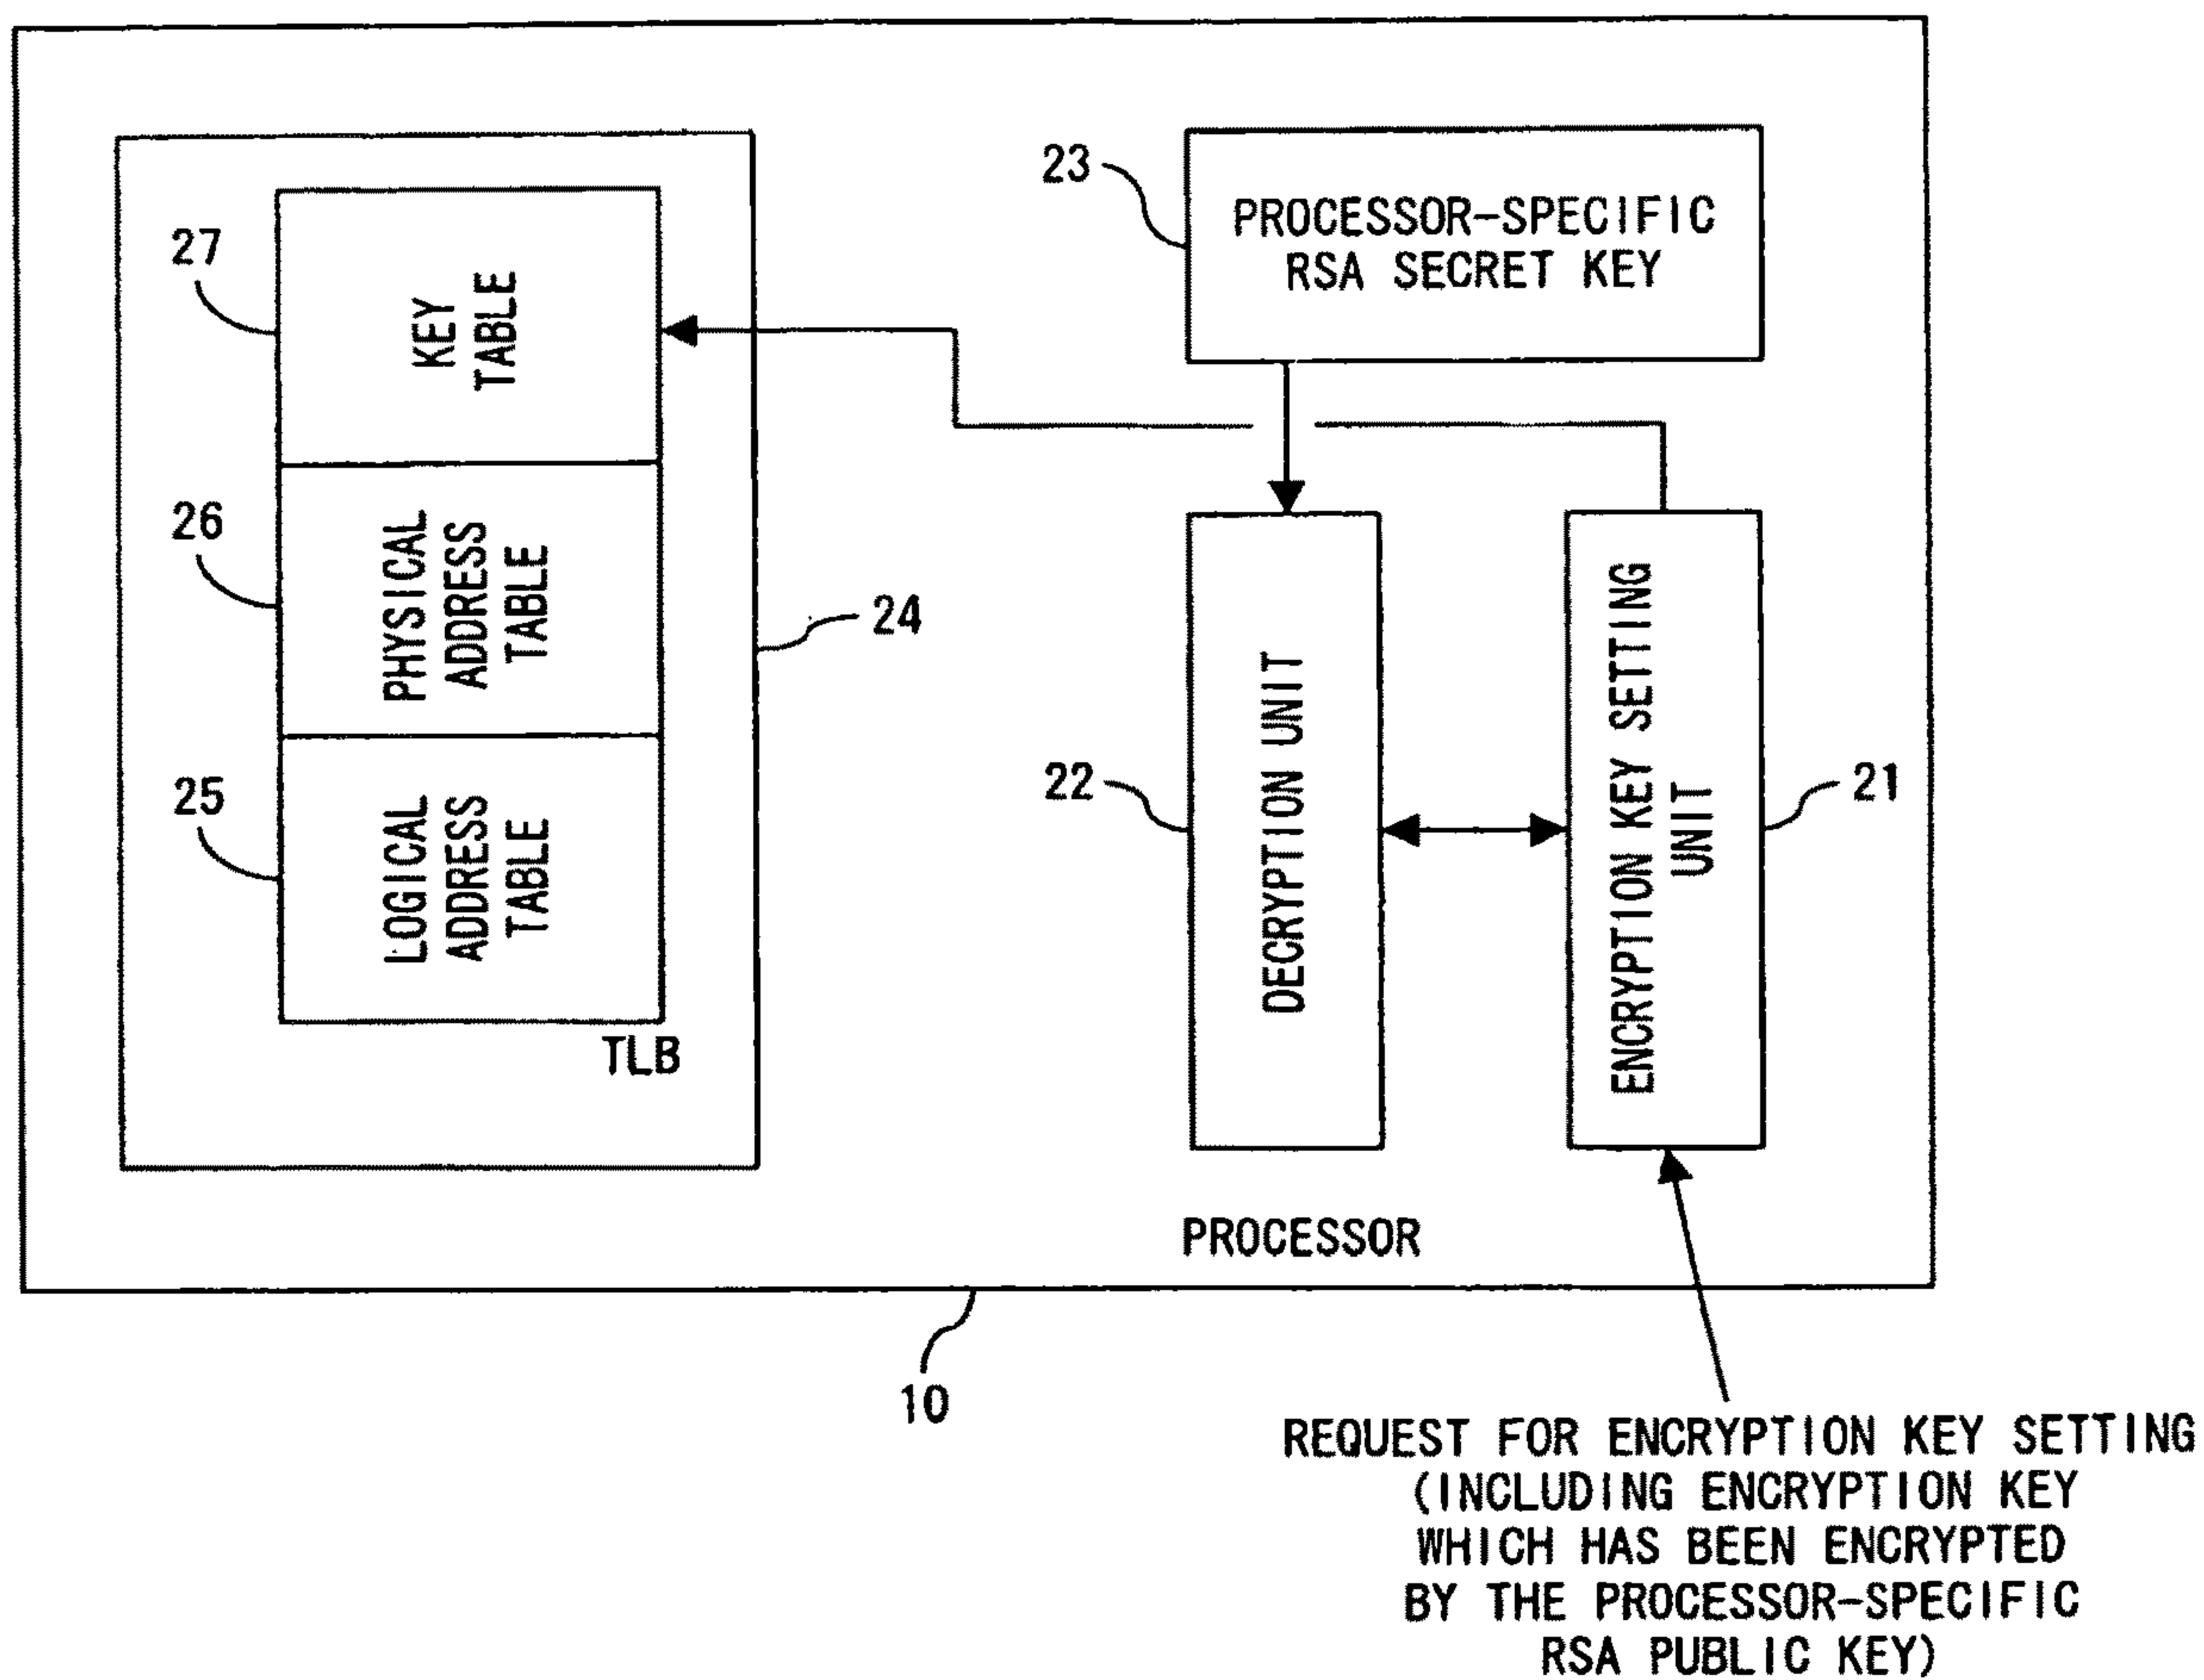 23
PROCESSOR-SPECIFIC
RSA SECRET KEY
27
KEY
TABLE
26
PHYSICAL
ADDRESS
TABLE
24
25
LOGICAL
ADDRESS
TABLE
TLB
22
DECRYPTION UNIT
ENCRYPTION KEY SETTING
UNIT
21
PROCESSOR
10
REQUEST FOR ENCRYPTION KEY SETTING
(INCLUDING ENCRYPTION KEY
WHICH HAS BEEN ENCRYPTED
BY THE PROCESSOR-SPECIFIC
RSA PUBLIC KEY)